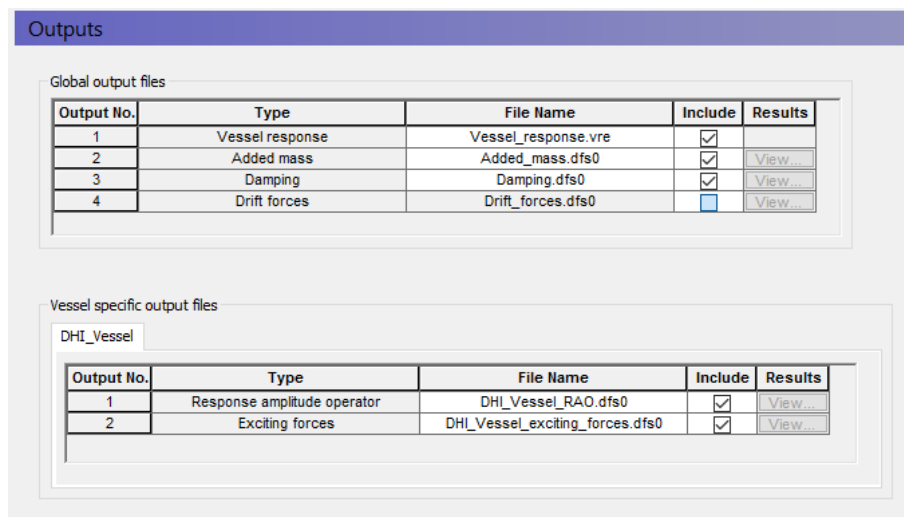 Outputs
Global output files
Output No. Type File Name Include Results
1 Vessel response Vessel_response.vre
2 Added mass Added_mass.dfs0 View...
3 Damping Damping.dfs0 View...
4 Drift forces Drift_forces.dfs0 View...
Vessel specific output files
DHI_Vessel
Output No. Type File Name Include Results
1 Response amplitude operator DHI_Vessel_RAO.dfs0 View...
2 Exciting forces DHI_Vessel_exciting_forces.dfs0 View...